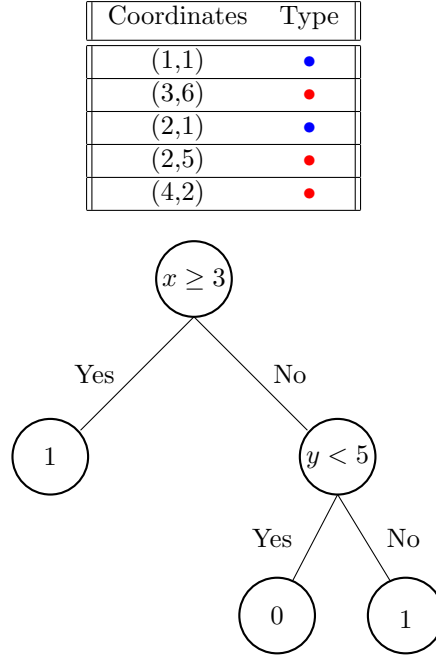 Coordinates Type
(1,1)
(3,6)
(2,1)
(2,5)
(4,2)
x ≥ 3
Yes No
1 y < 5
Yes No
0 1